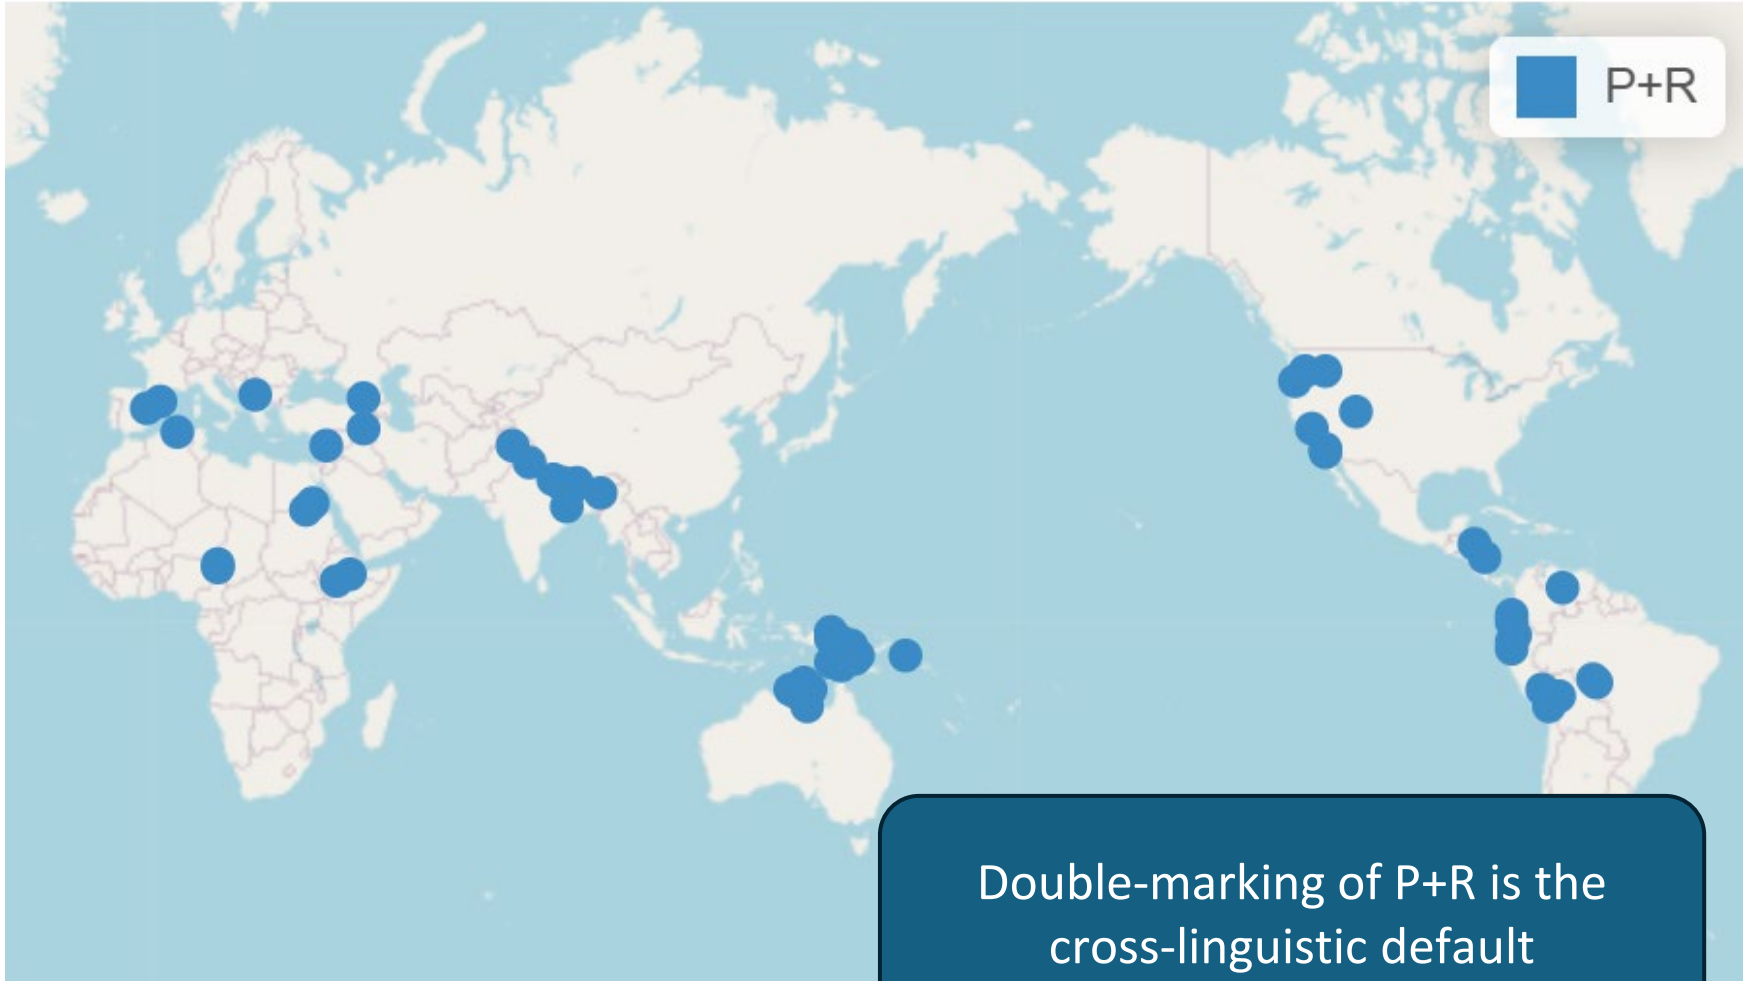 P+R
Double-marking of P+R is the
cross-linguistic default